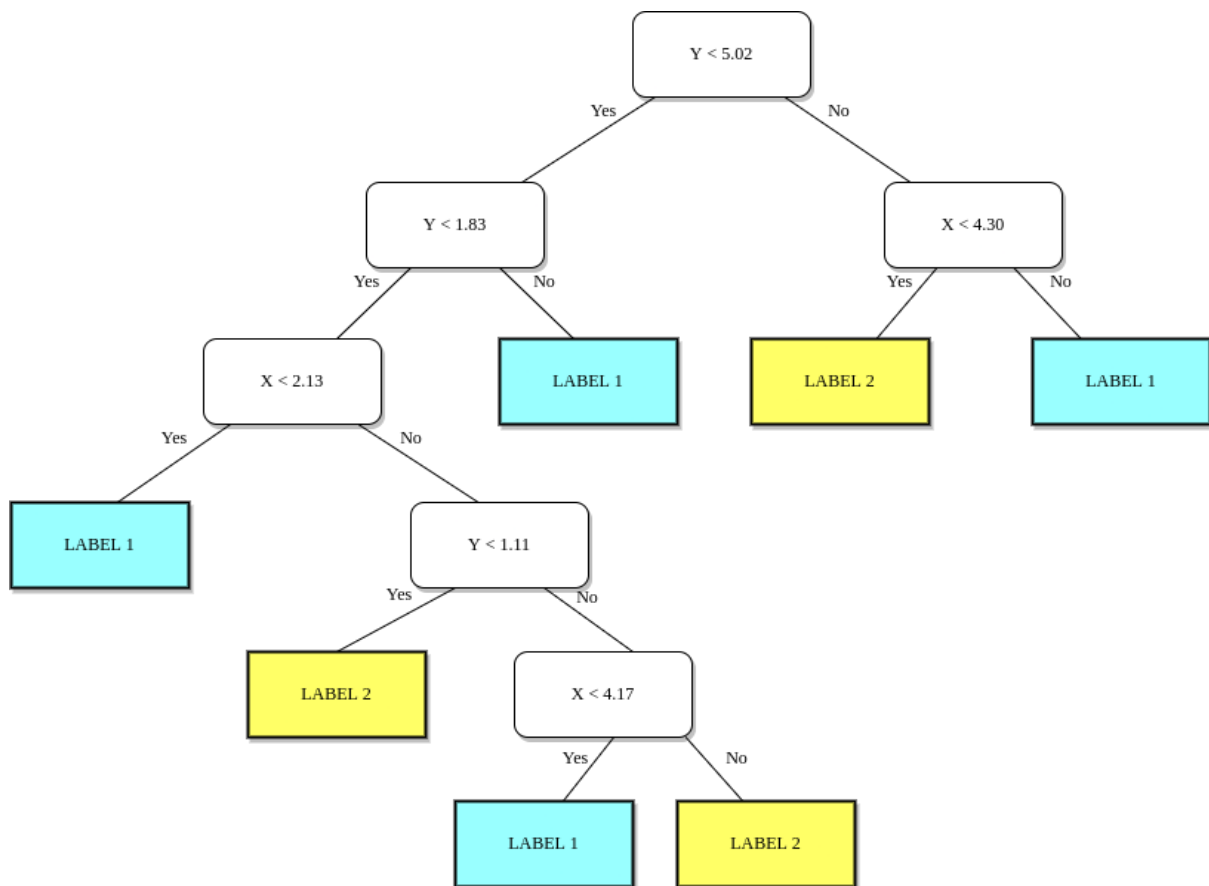 Y < 5.02
Yes
No
Y < 1.83
X < 4.30
Yes
No
Yes
No
X < 2.13
LABEL 1
LABEL 2
LABEL 1
Yes
No
LABEL 1
Y < 1.11
Yes
No
LABEL 2
X < 4.17
Yes
No
LABEL 1
LABEL 2